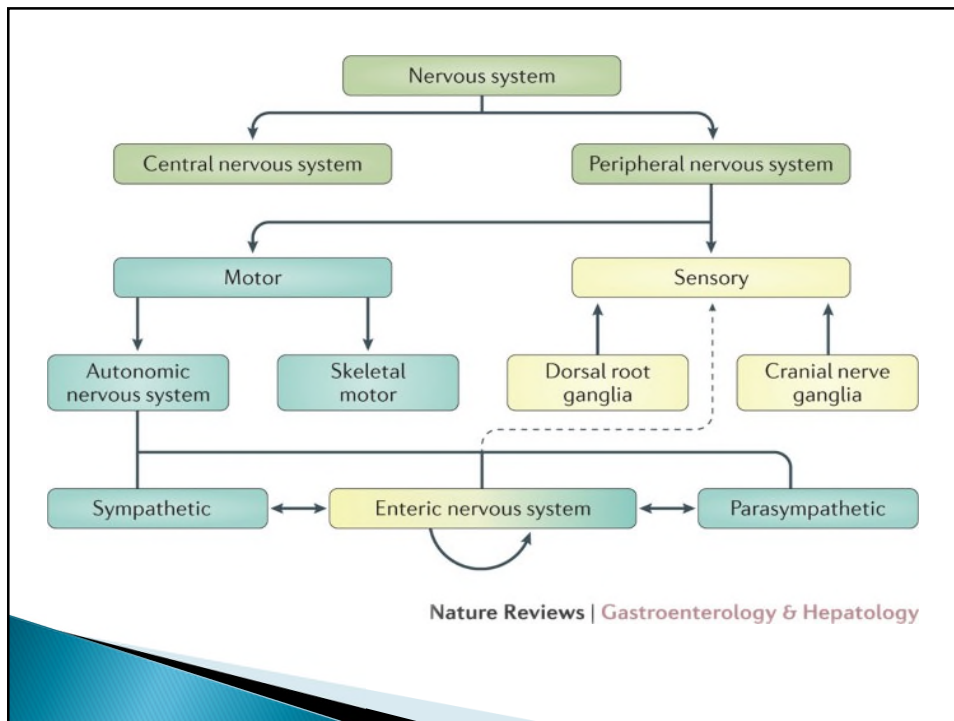 Nervous system
Central nervous system
Peripheral nervous system
Motor
Sensory
Autonomic
nervous system
Skeletal
motor
Dorsal root
ganglia
Cranial nerve
ganglia
Sympathetic
Enteric nervous system
Parasympathetic
Nature Reviews | Gastroenterology & Hepatology